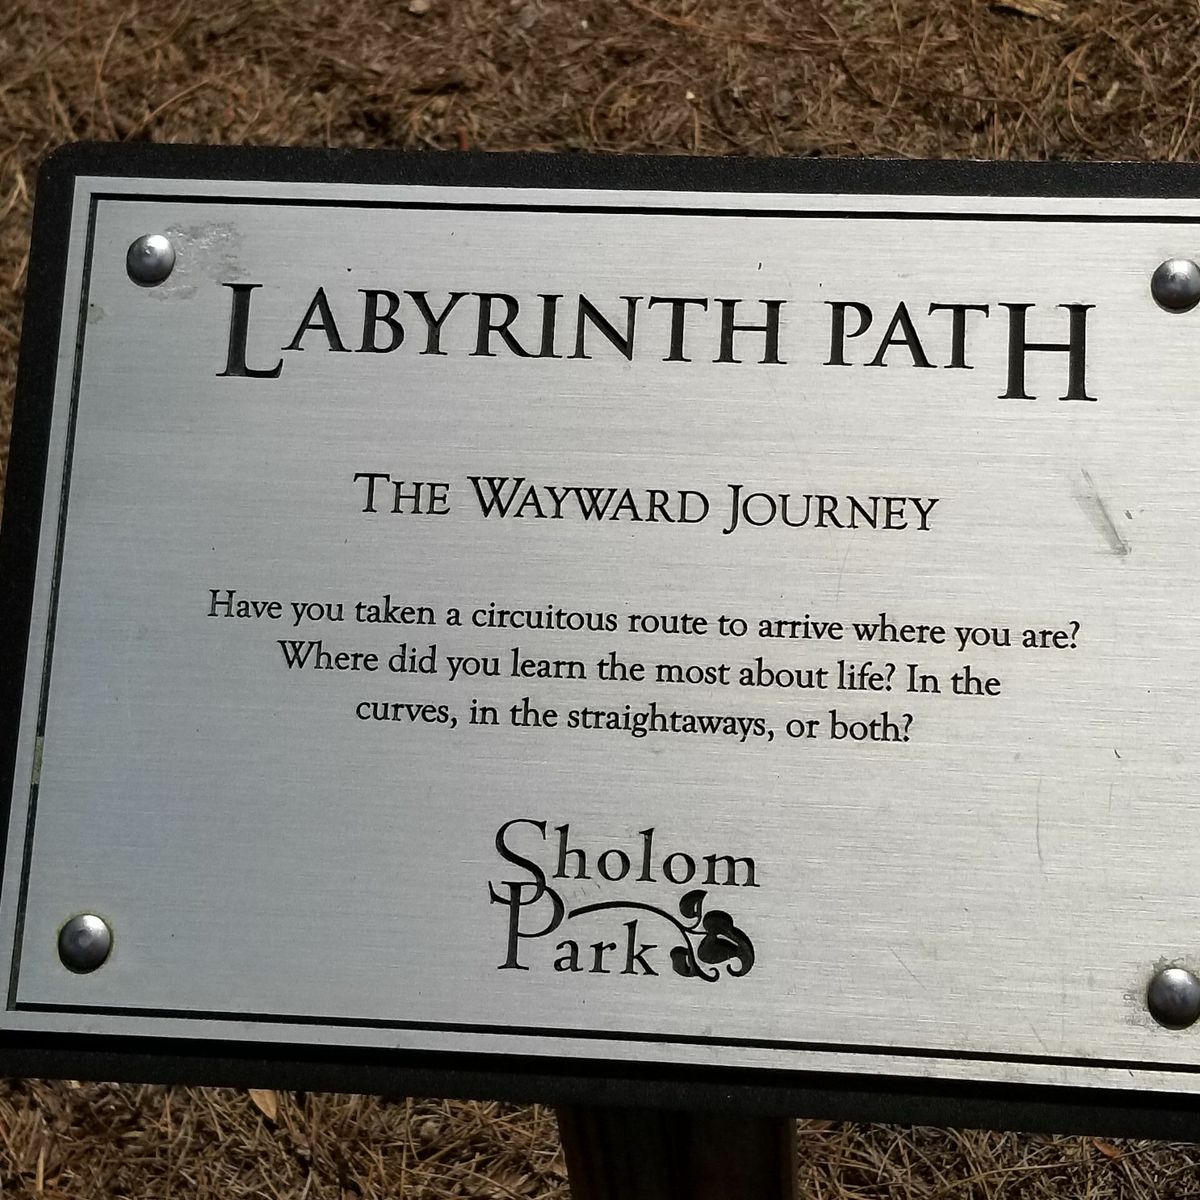 LABYRINTH PATH
THE WAYWARD JOURNEY
Have you taken a circuitous route to arrive where you are?
Where did you learn the most about life? In the
curves, in the straightaways, or both?
Sholom
Park